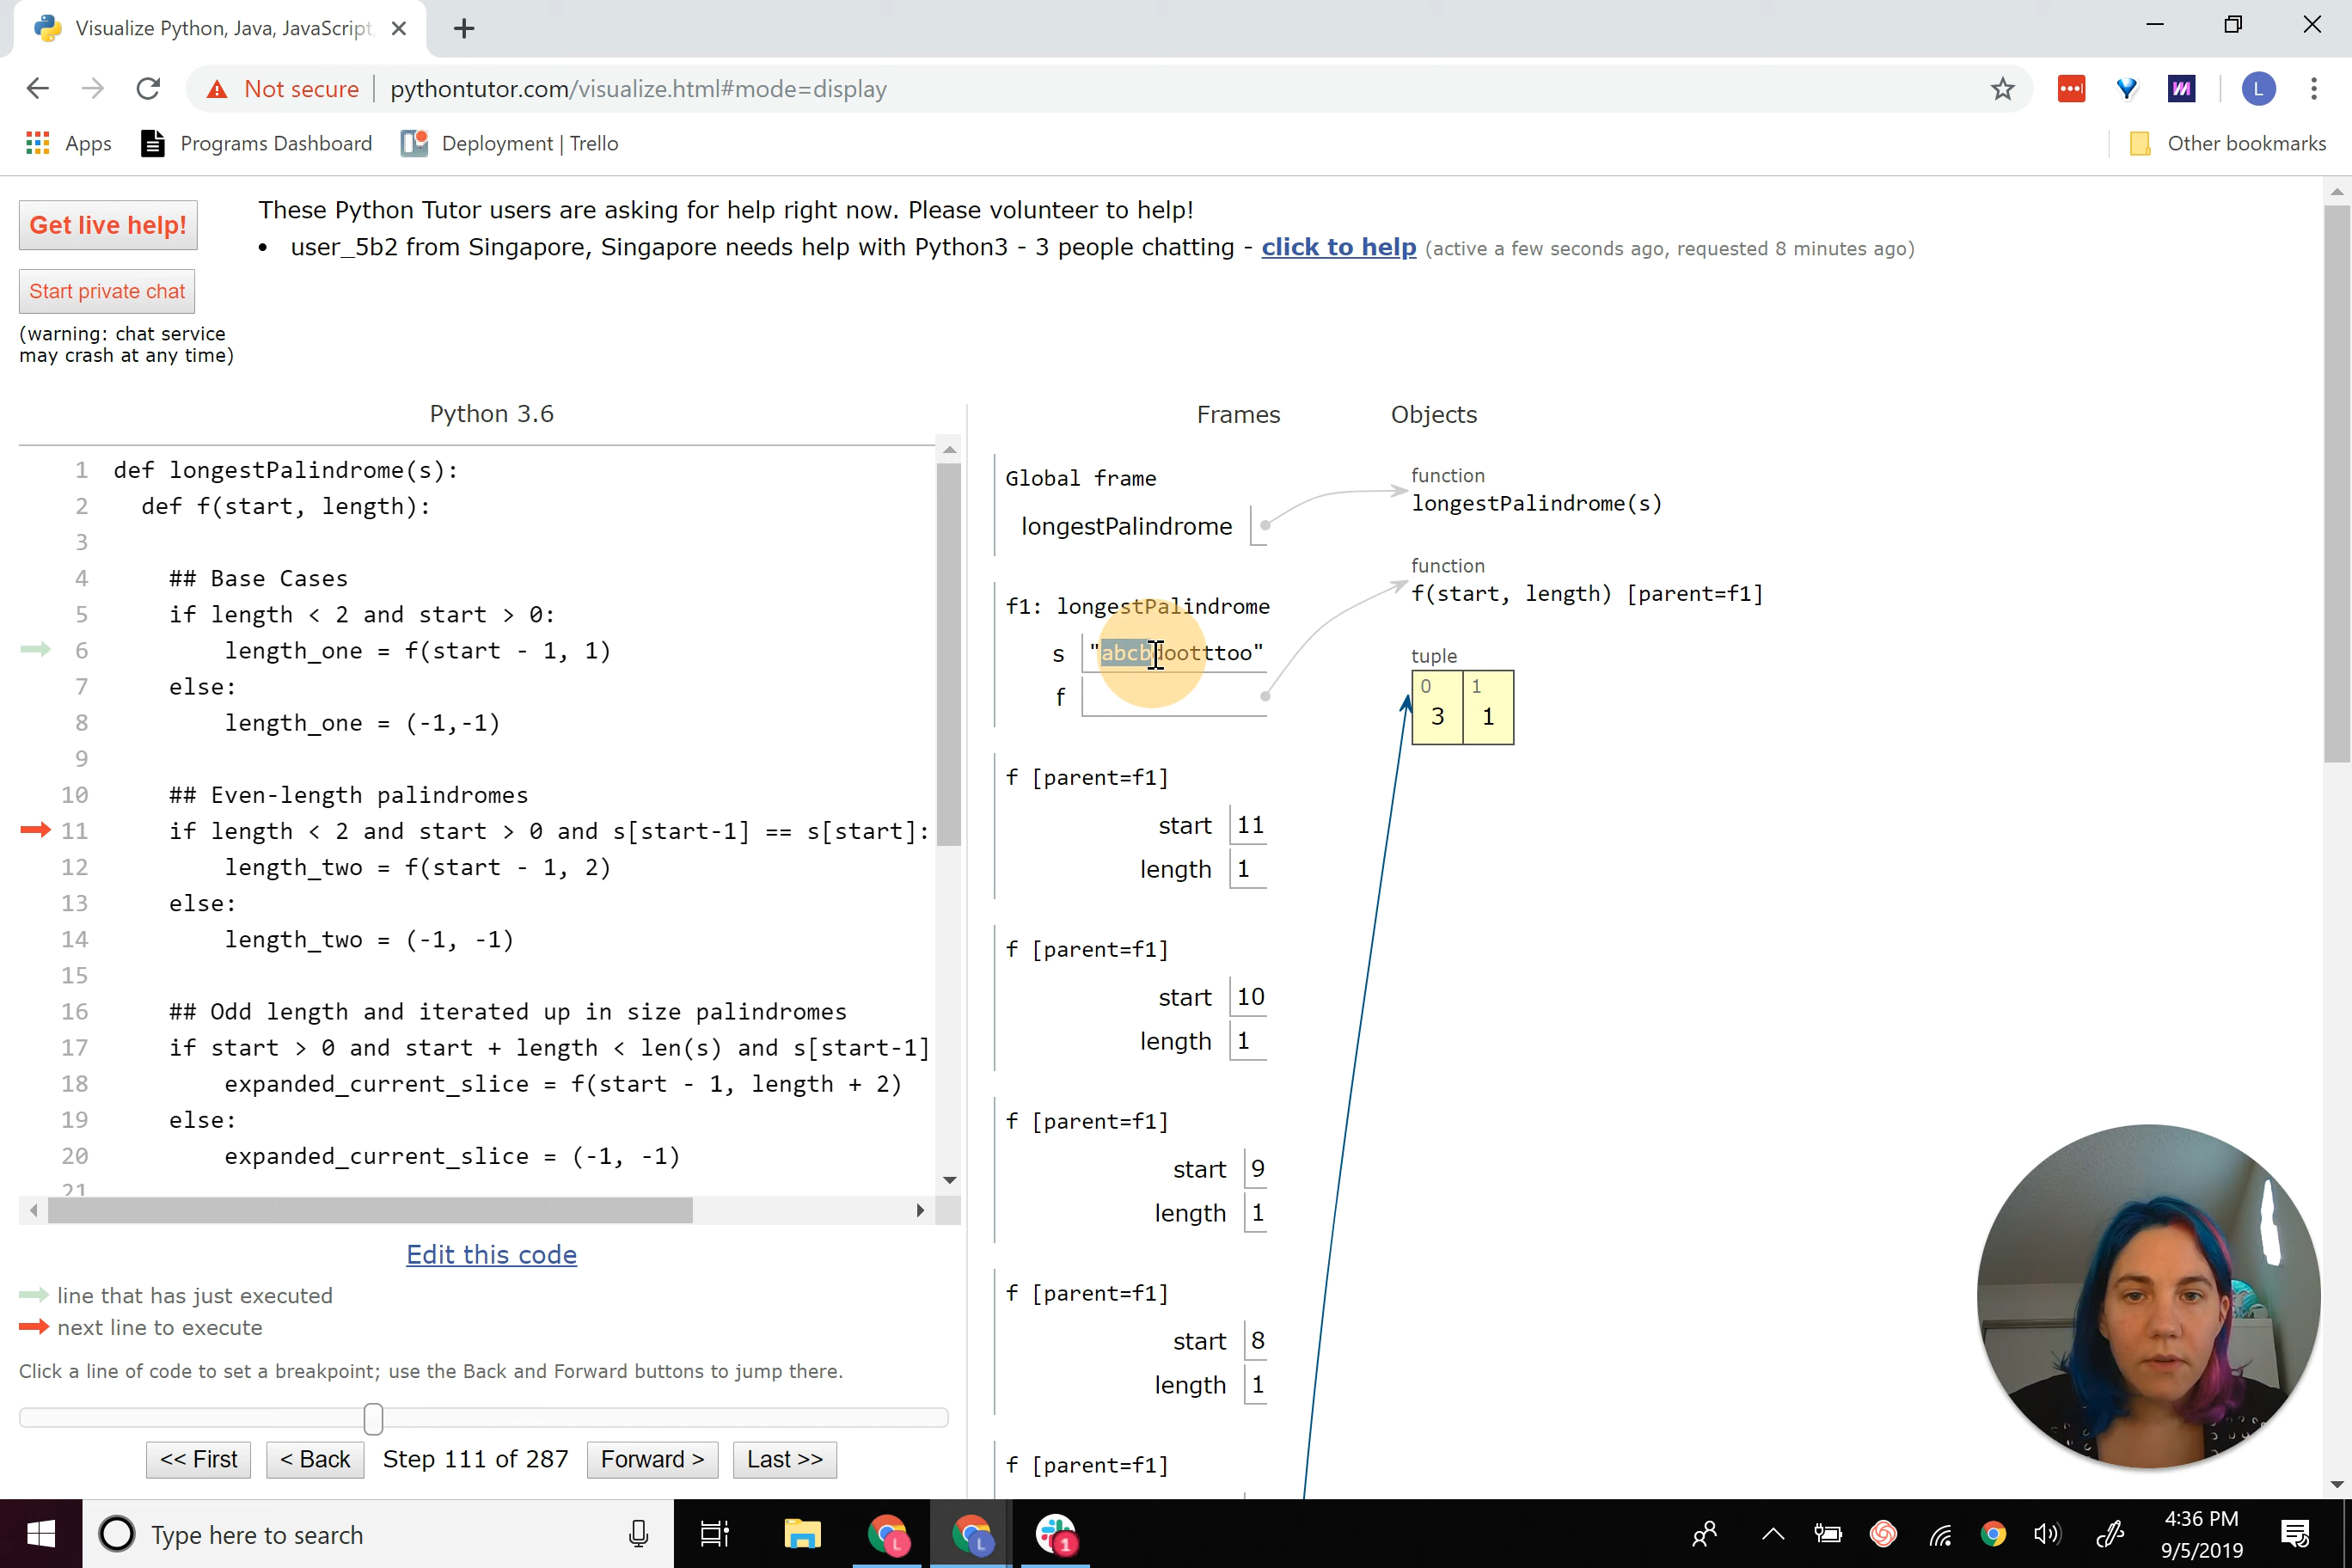 Visualize Python, Java, JavaScript,
Not secure
pythontutor.com/visualize.html#mode=display
L
Apps
Programs Dashboard
Deployment | Trello
Other bookmarks
Get live help!
Start private chat
(warning: chat service
may crash at any time)
These Python Tutor users are asking for help right now. Please volunteer to help!
• user_5b2 from Singapore, Singapore needs help with Python3 - 3 people chatting - click to help (active a few seconds ago, requested 8 minutes ago)
Python 3.6
1 def longestPalindrome(s):
2 def f(start, length):
3
4 ## Base Cases
5 if length < 2 and start > 0:
6 length_one = f(start - 1, 1)
7 else:
8 length_one = (-1,-1)
9
10 ## Even-length palindromes
11 if length < 2 and start > 0 and s[start-1] == s[start]:
12 length_two = f(start - 1, 2)
13 else:
14 length_two = (-1, -1)
15
16 ## Odd length and iterated up in size palindromes
17 if start > 0 and start + length < len(s) and s[start-1]
18 expanded_current_slice = f(start - 1, length + 2)
19 else:
20 expanded_current_slice = (-1, -1)
21
Edit this code
line that has just executed
next line to execute
Click a line of code to set a breakpoint; use the Back and Forward buttons to jump there.
<< First
< Back
Step 111 of 287
Forward >
Last >>
Frames
Objects
Global frame
longestPalindrome
function
longestPalindrome(s)
f1: longestPalindrome
s "abcbdootttoo"
f
function
f(start, length) [parent=f1]
tuple
0 1
3 1
f [parent=f1]
start 11
length 1
f [parent=f1]
start 10
length 1
f [parent=f1]
start 9
length 1
f [parent=f1]
start 8
length 1
f [parent=f1]
Type here to search
L
L
1
4:36 PM
9/5/2019